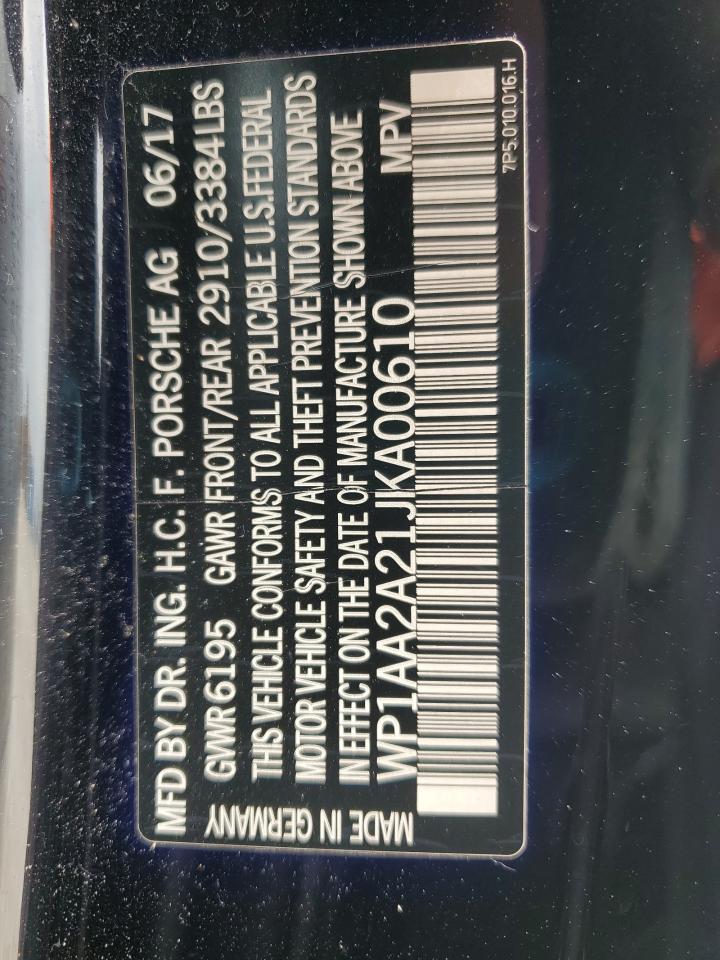 MFD BY DR. ING. H.C. F. PORSCHE AG 06/17
GVWR 6195 GAWR FRONT/REAR 2910/3384LBS
THIS VEHICLE CONFORMS TO ALL APPLICABLE U.S.FEDERAL
MOTOR VEHICLE SAFETY AND THEFT PREVENTION STANDARDS
IN EFFECT ON THE DATE OF MANUFACTURE SHOWN ABOVE
WP1AA2A21JKA00610 MPV
MADE IN GERMANY
7P5.010.016.H